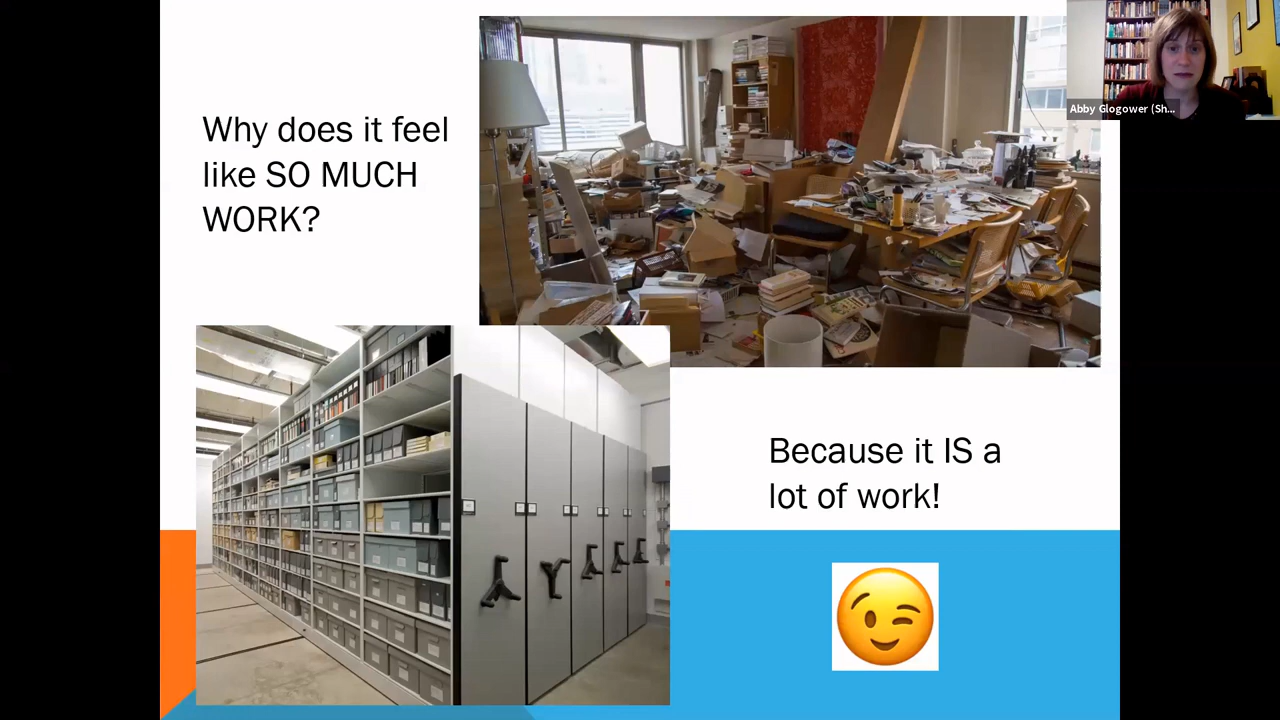 Why does it feel
like SO MUCH
WORK?
Abby Glogower (Sh...
Because it IS a
lot of work!